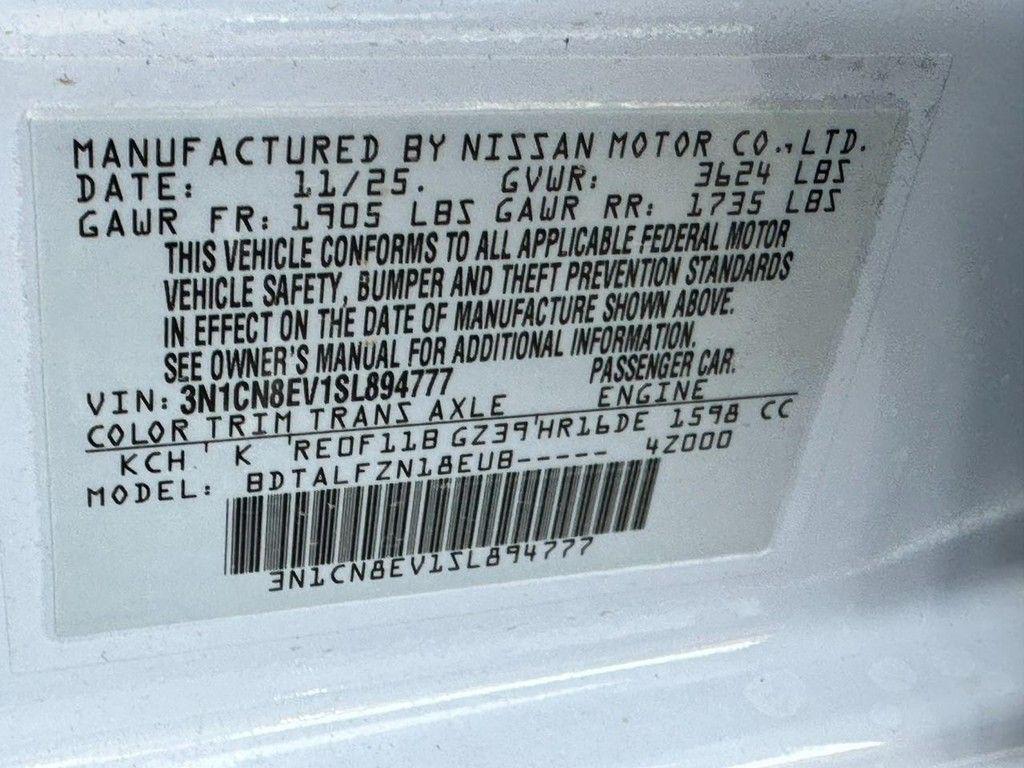 MANUFACTURED BY NISSAN MOTOR CO.,LTD.
DATE: 11/25. GVWR: 3624 LBS
GAWR FR: 1905 LBS GAWR RR: 1735 LBS
THIS VEHICLE CONFORMS TO ALL APPLICABLE FEDERAL MOTOR
VEHICLE SAFETY, BUMPER AND THEFT PREVENTION STANDARDS
IN EFFECT ON THE DATE OF MANUFACTURE SHOWN ABOVE.
SEE OWNER'S MANUAL FOR ADDITIONAL INFORMATION.
VIN: 3N1CN8EV1SL894777 PASSENGER CAR.
COLOR TRIM TRANS AXLE ENGINE
KCH ' K 'RE0F11B GZ39'HR16DE 1598 CC
MODEL: BDTALFZN18EUB----- 4Z000
3N1CN8EV1SL894777